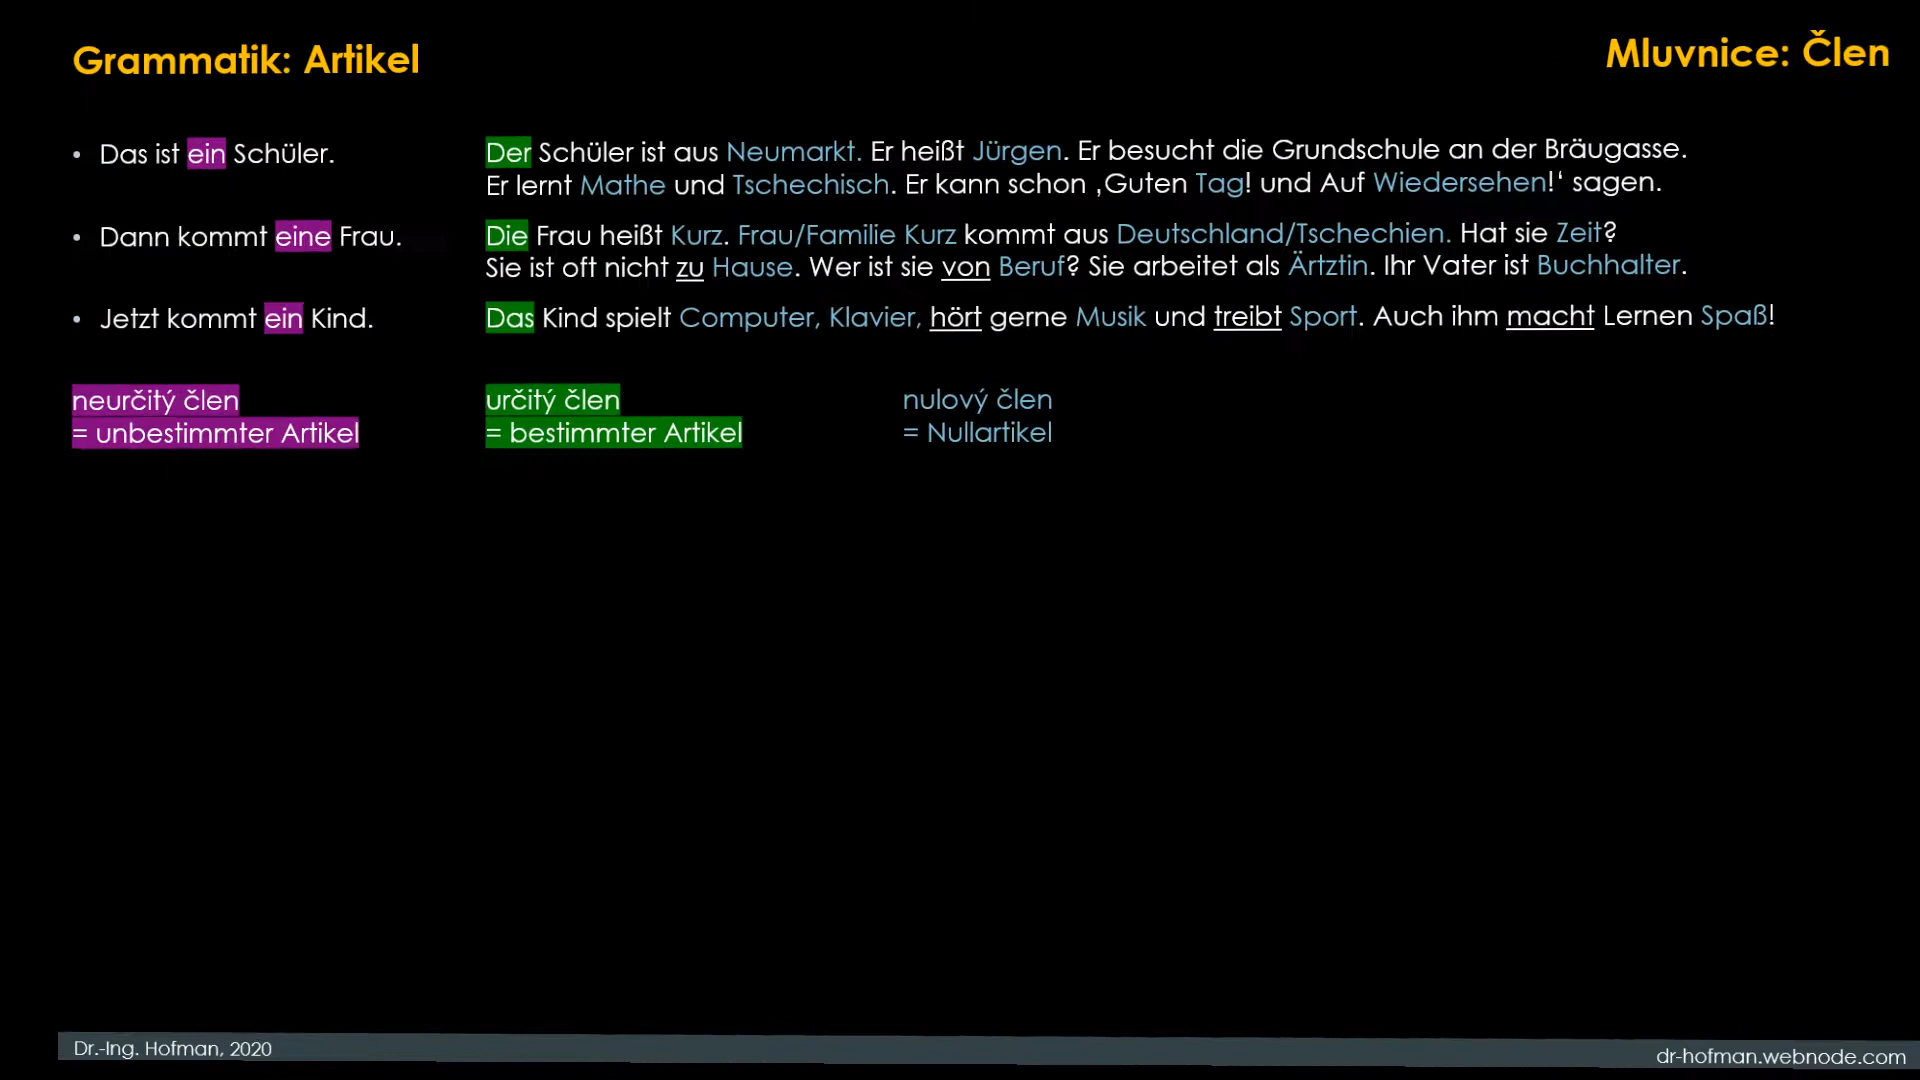 Grammatik: Artikel
Mluvnice: Člen
• Das ist ein Schüler.
Der Schüler ist aus Neumarkt. Er heißt Jürgen. Er besucht die Grundschule an der Bräugasse.
Er lernt Mathe und Tschechisch. Er kann schon ‚Guten Tag! und Auf Wiedersehen!‘ sagen.
• Dann kommt eine Frau.
Die Frau heißt Kurz. Frau/Familie Kurz kommt aus Deutschland/Tschechien. Hat sie Zeit?
Sie ist oft nicht zu Hause. Wer ist sie von Beruf? Sie arbeitet als Ärtztin. Ihr Vater ist Buchhalter.
• Jetzt kommt ein Kind.
Das Kind spielt Computer, Klavier, hört gerne Musik und treibt Sport. Auch ihm macht Lernen Spaß!
neurčitý člen
= unbestimmter Artikel
určitý člen
= bestimmter Artikel
nulový člen
= Nullartikel
Dr.-Ing. Hofman, 2020
dr-hofman.webnode.com